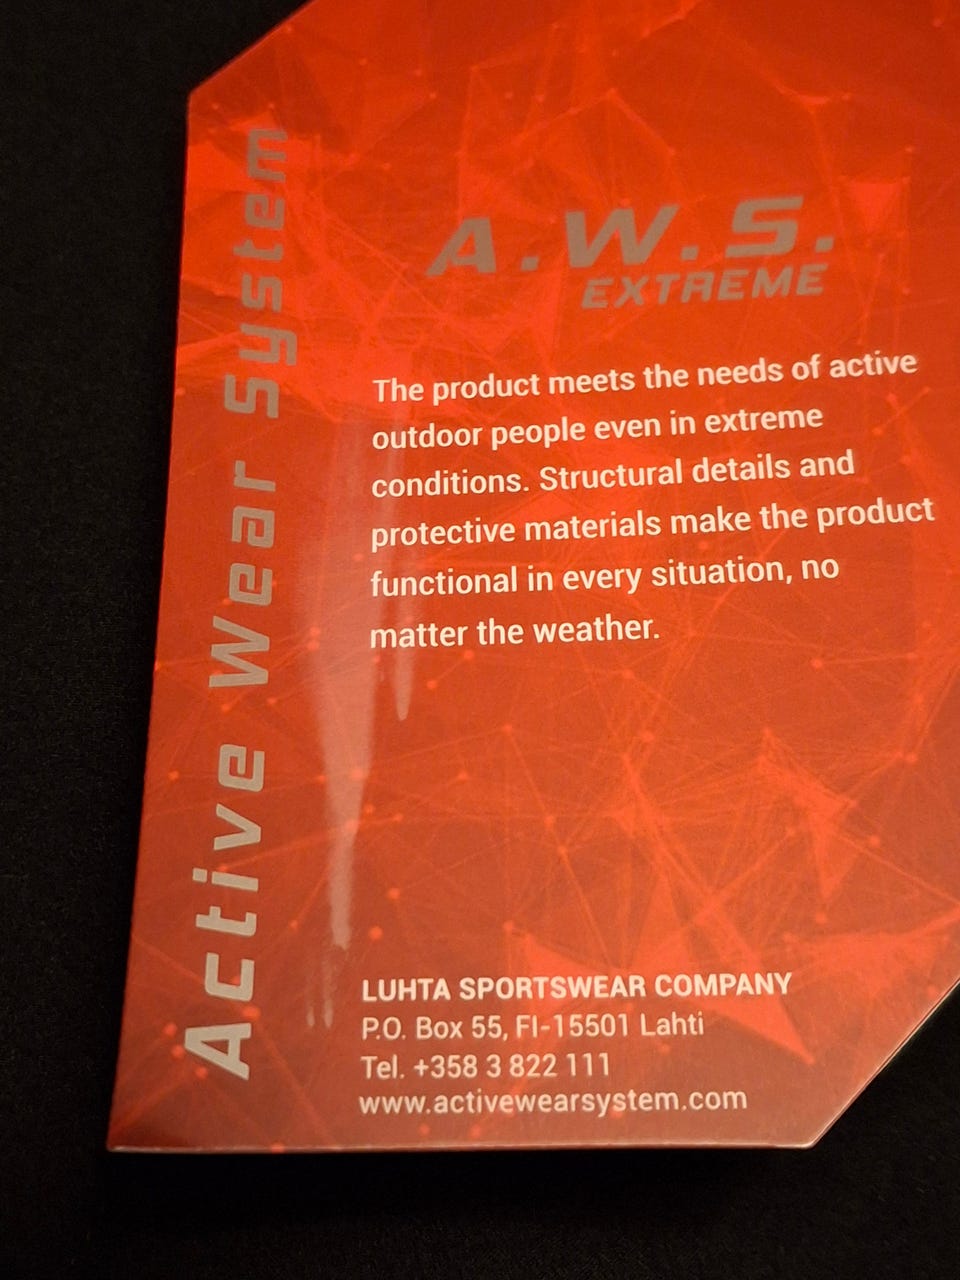 Active Wear System
A.W.S.
EXTREME
The product meets the needs of active
outdoor people even in extreme
conditions. Structural details and
protective materials make the product
functional in every situation, no
matter the weather.
LUHTA SPORTSWEAR COMPANY
P.O. Box 55, FI-15501 Lahti
Tel. +358 3 822 111
www.activewearsystem.com